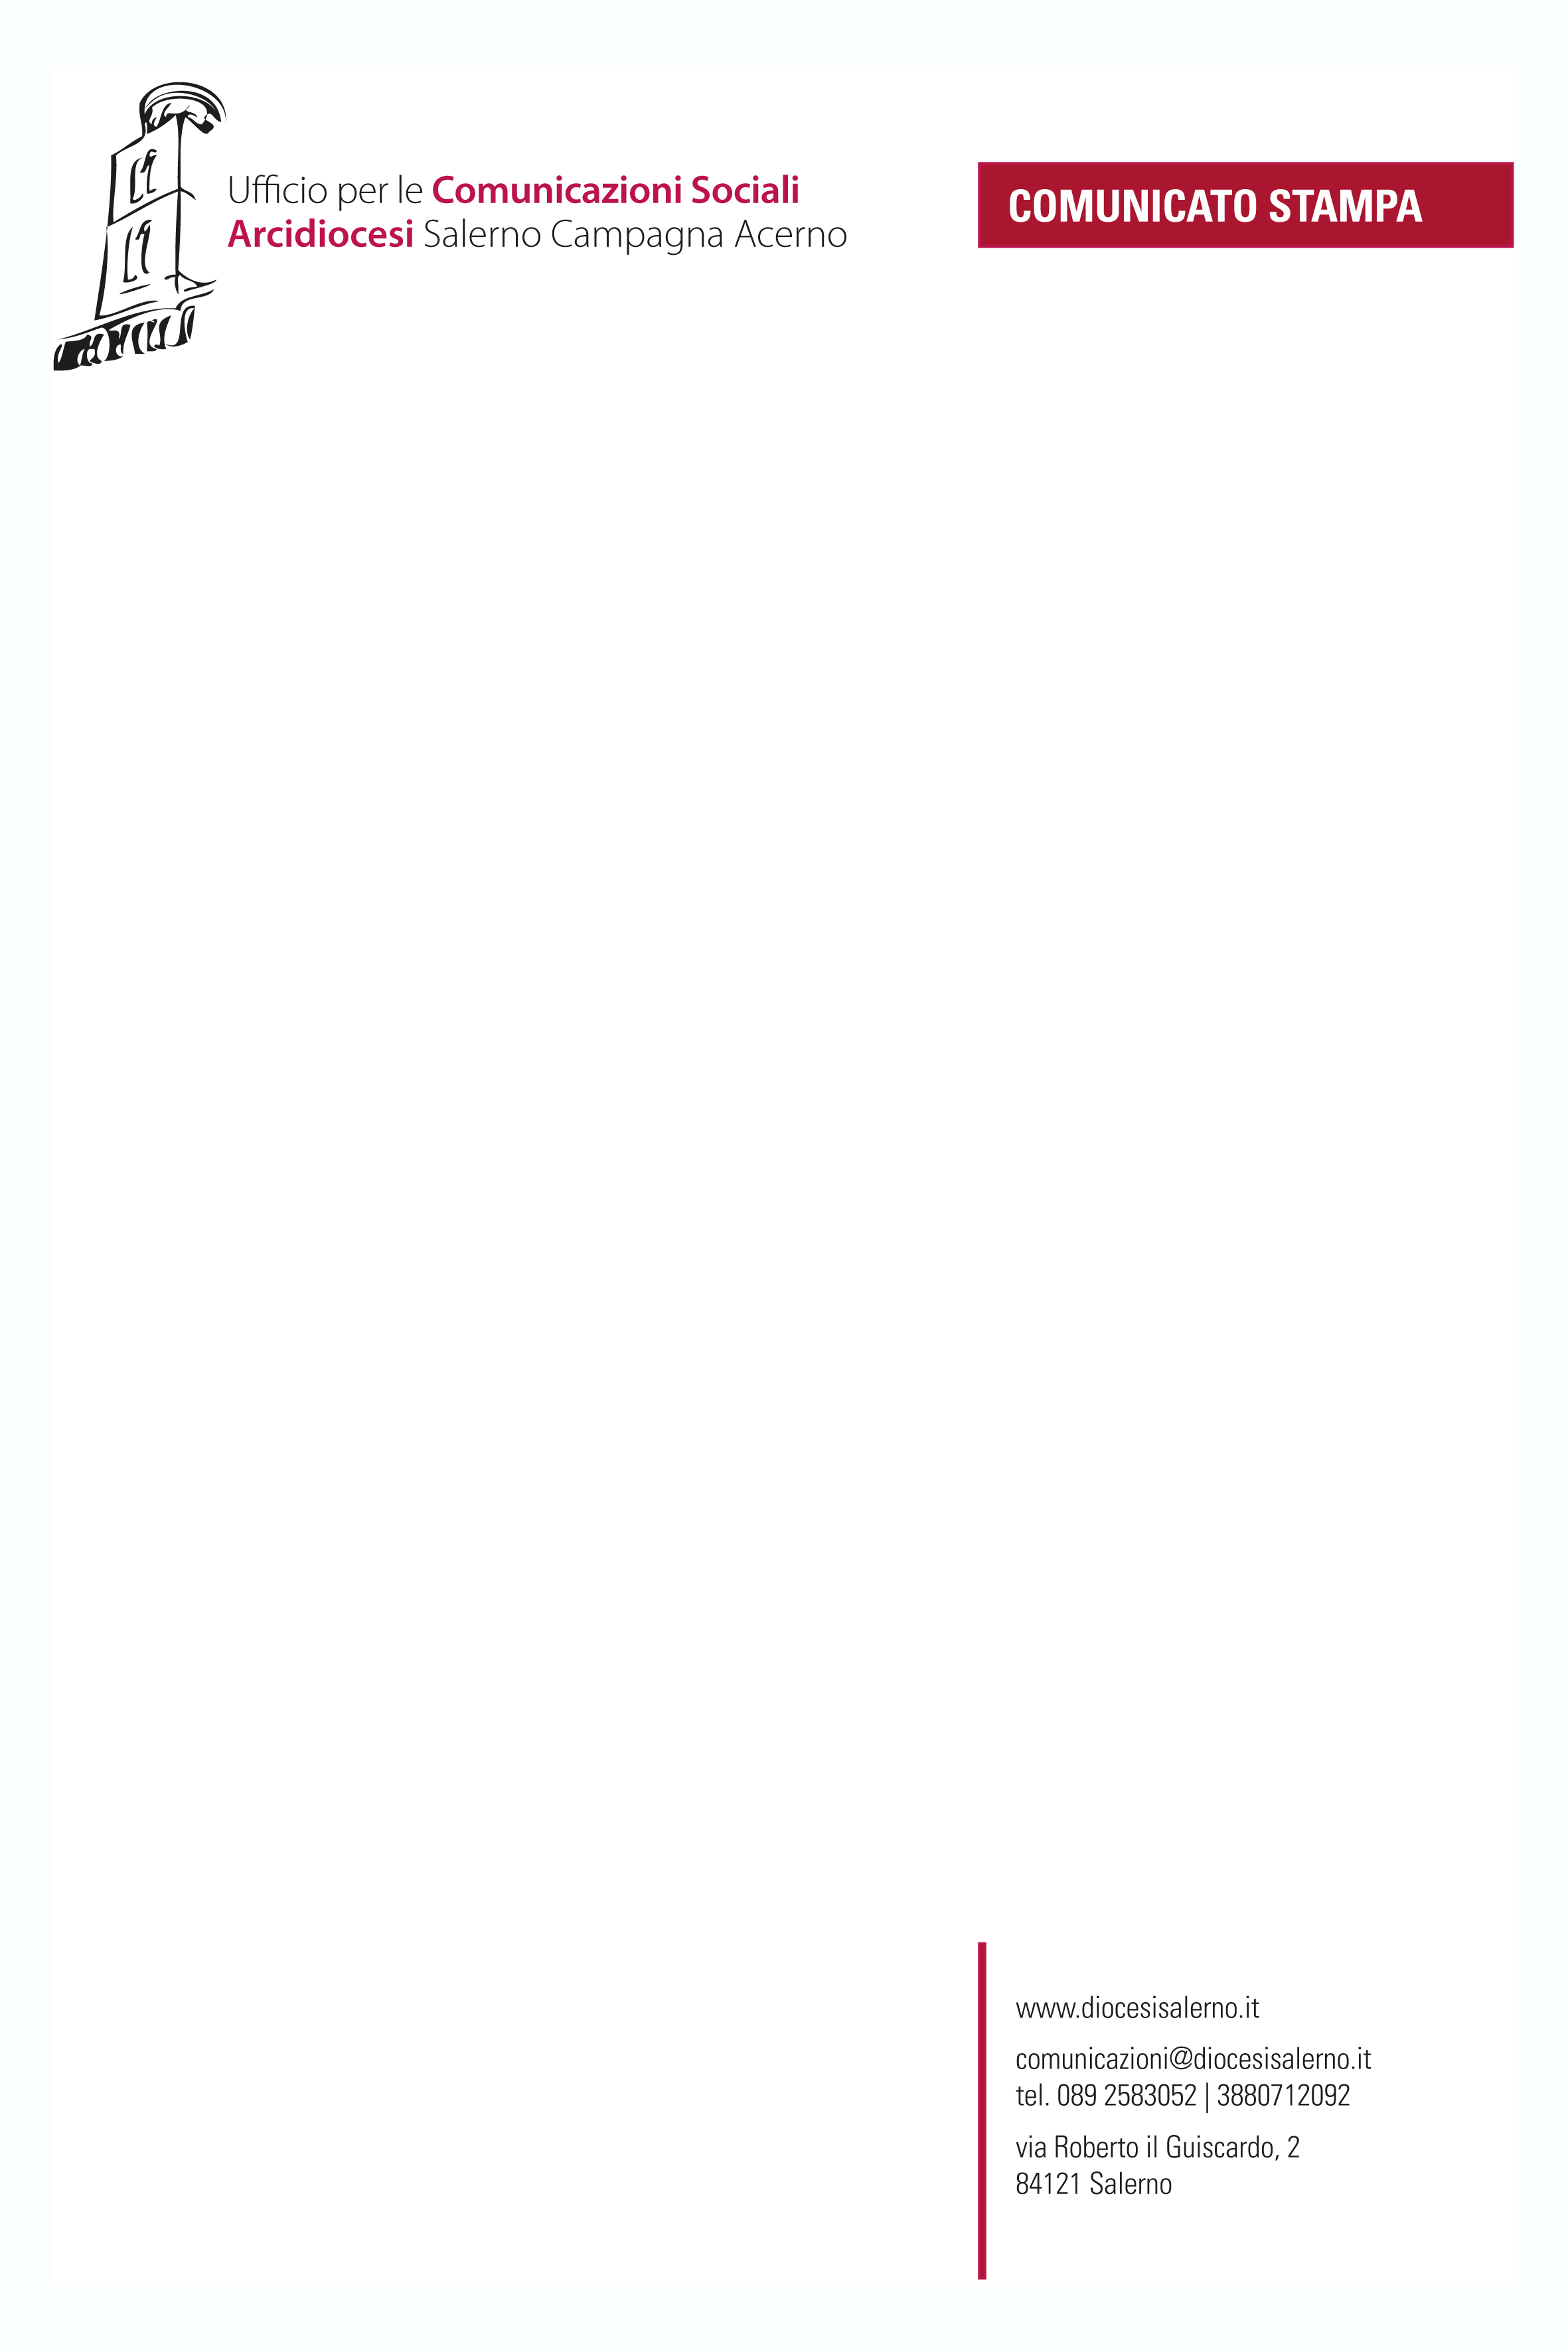 Ufficio per le Comunicazioni Sociali
Arcidiocesi Salerno Campagna Acerno
COMUNICATO STAMPA
www.diocesisalerno.it
comunicazioni@diocesisalerno.it
tel. 089 2583052 | 3880712092
via Roberto il Guiscardo, 2
84121 Salerno